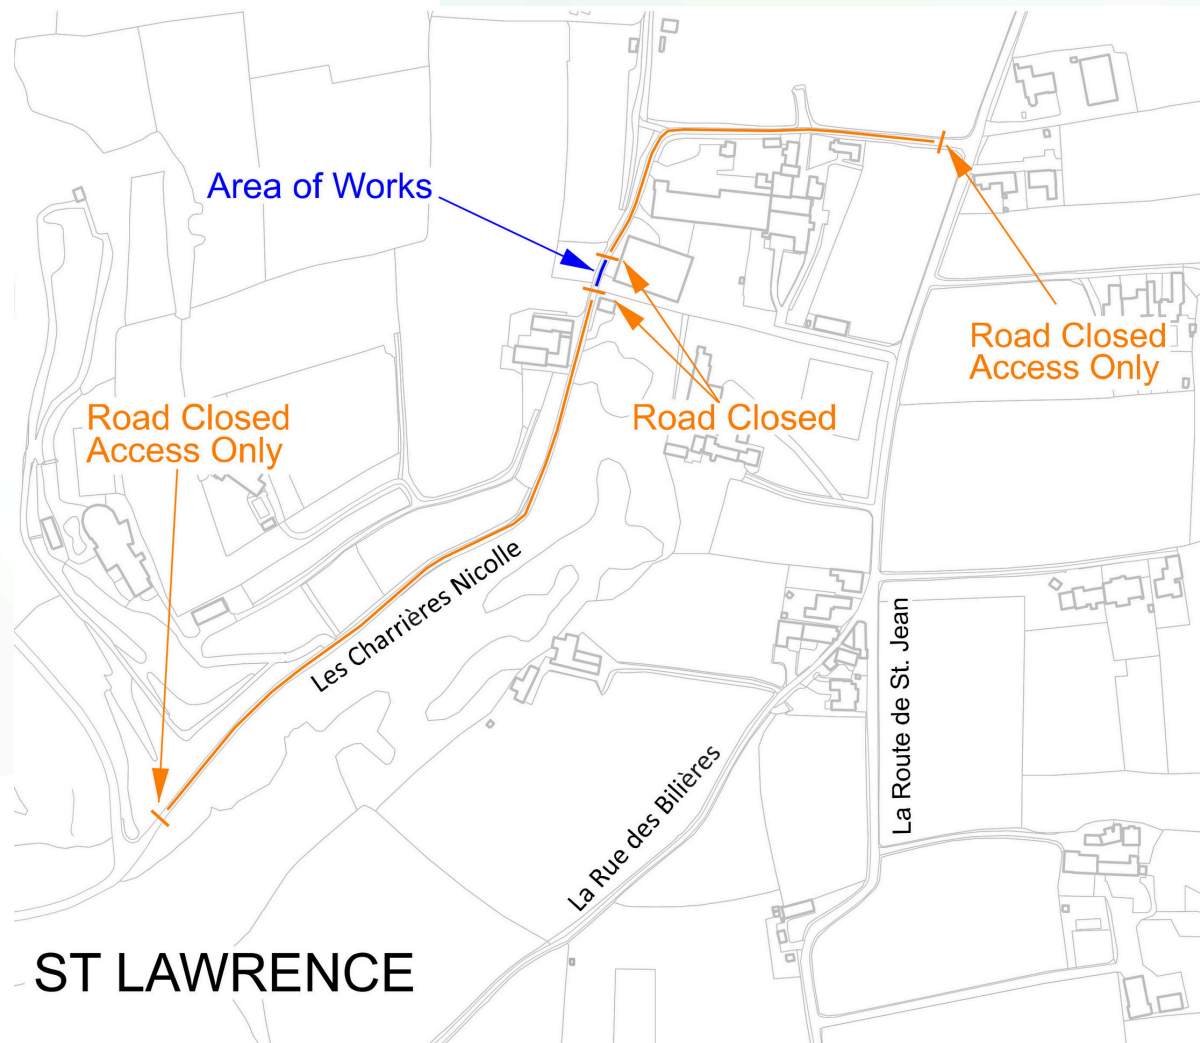 Area of Works
Road Closed
Access Only
Road Closed
Road Closed
Access Only
Les Charrières Nicolle
La Route de St. Jean
La Rue des Bilières
ST LAWRENCE